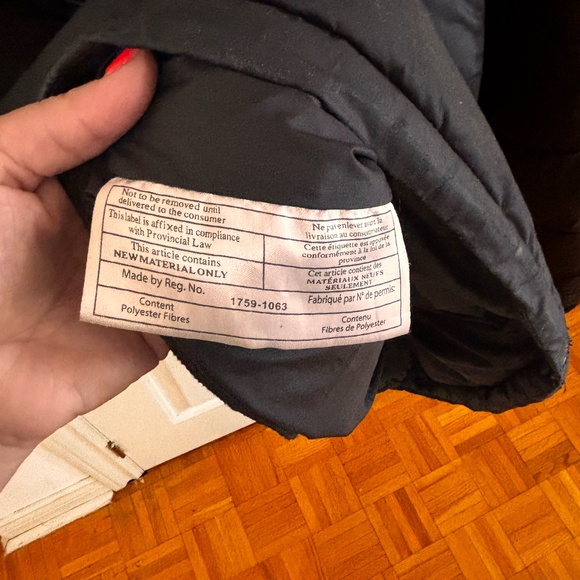 Not to be removed until
delivered to the consumer
Ne pas enlever avant la
livraison au consommateur
This label is affixed in compliance
with Provincial Law
Cette étiquette est apposée
conformément à la loi de la
province
This article contains
NEW MATERIAL ONLY
Cet article contient des
MATÉRIAUX NEUFS
SEULEMENT
Made by Reg. No.
1759-1063
Fabriqué par N° de permis:
Content
Polyester Fibres
Contenu
Fibres de Polyester